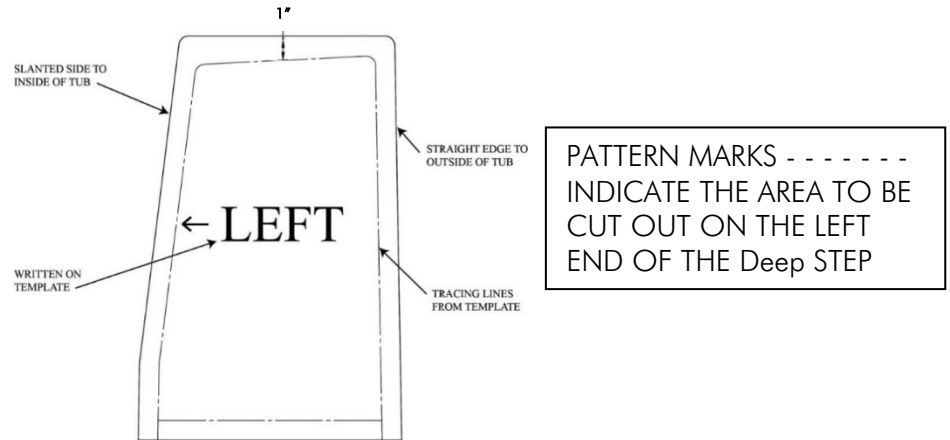 1"
SLANTED SIDE TO
INSIDE OF TUB
STRAIGHT EDGE TO
OUTSIDE OF TUB
← LEFT
WRITTEN ON
TEMPLATE
TRACING LINES
FROM TEMPLATE
PATTERN MARKS - - - - - - -
INDICATE THE AREA TO BE
CUT OUT ON THE LEFT
END OF THE Deep STEP